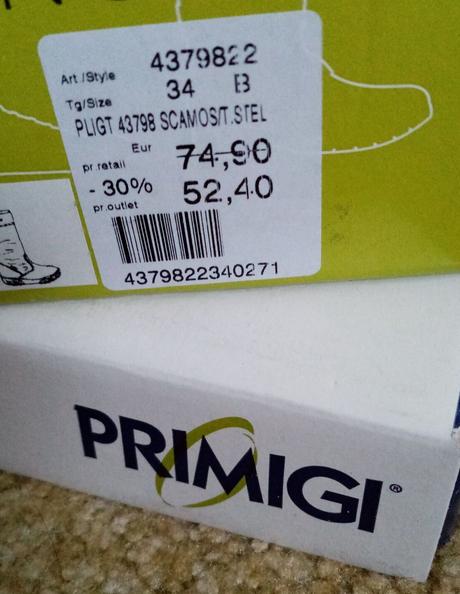 Art./Style 4379822
Tg/Size 34 B
PLIGT 43798 SCAMOS/T.STEL
Eur
pr.retail 74,90
- 30% 52,40
pr.outlet
4379822340271
PRIMIGI®